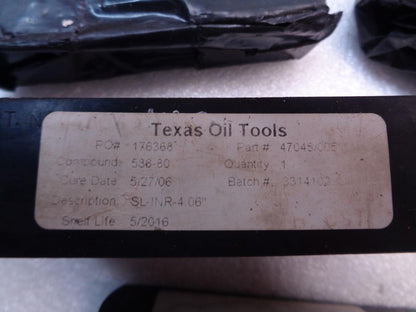 Texas Oil Tools
PO# 176368 Part # 47045/005
Compound: 536-80 Quantity 1
Cure Date 5/27/06 Batch #. 3314102
Description: "SL-INR-4.06"
Shelf Life 5/2016